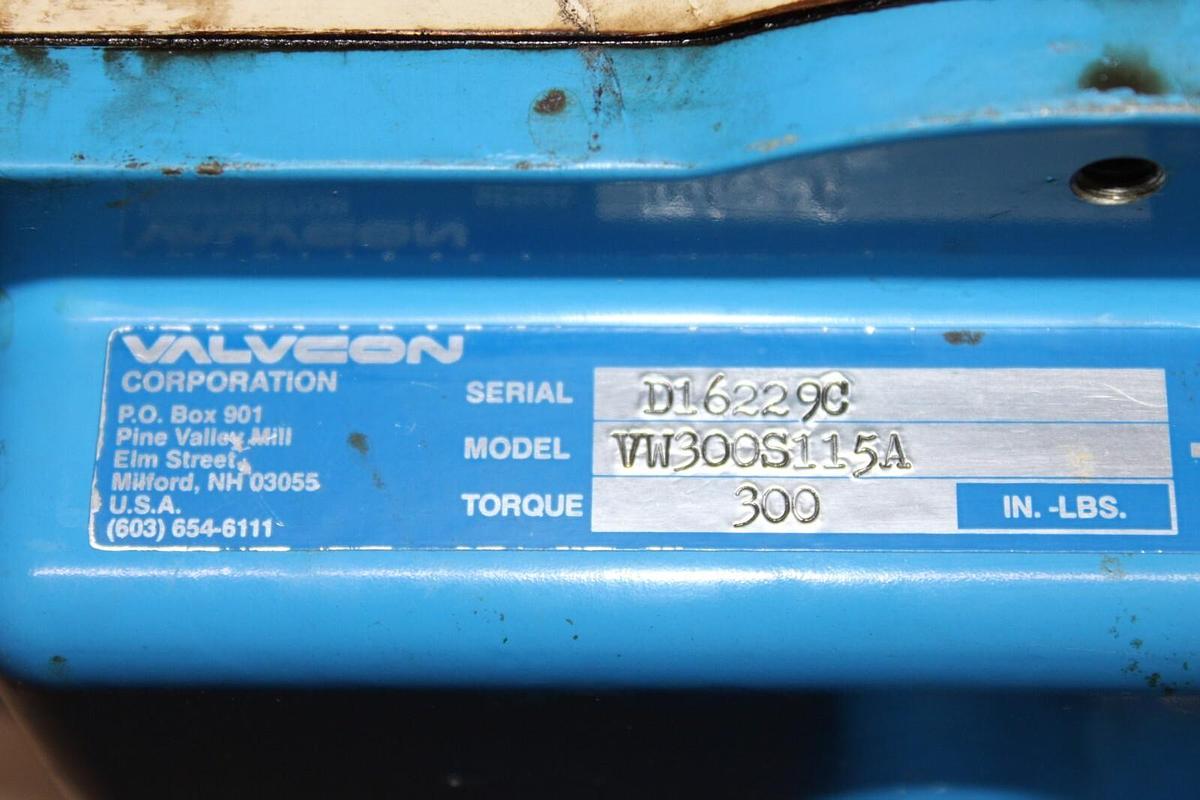 VALVCON
CORPORATION
P.O. Box 901
Pine Valley Mill
Elm Street
Milford, NH 03055
U.S.A.
(603) 654-6111
SERIAL D16229C
MODEL VW300S115A
TORQUE 300 IN. -LBS.